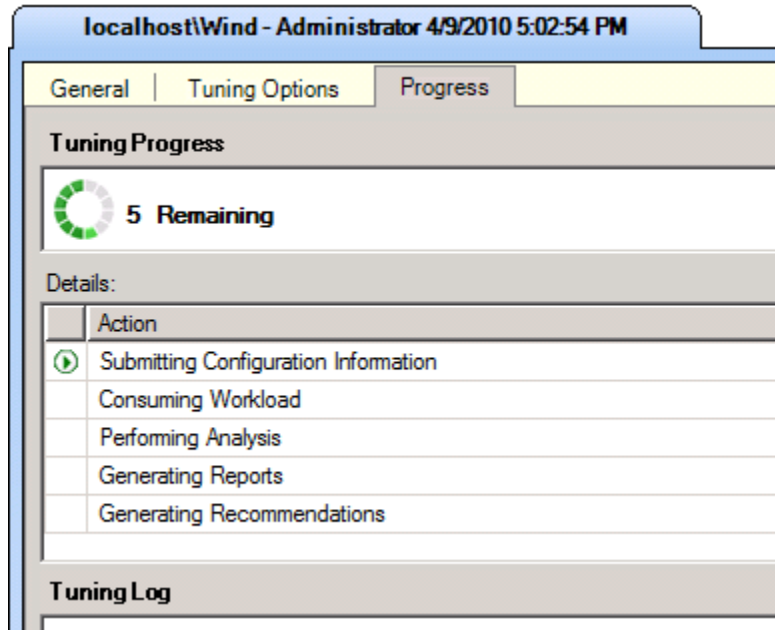 localhost\Wind - Administrator 4/9/2010 5:02:54 PM
General Tuning Options Progress
Tuning Progress
5 Remaining
Details:
Action
Submitting Configuration Information
Consuming Workload
Performing Analysis
Generating Reports
Generating Recommendations
Tuning Log